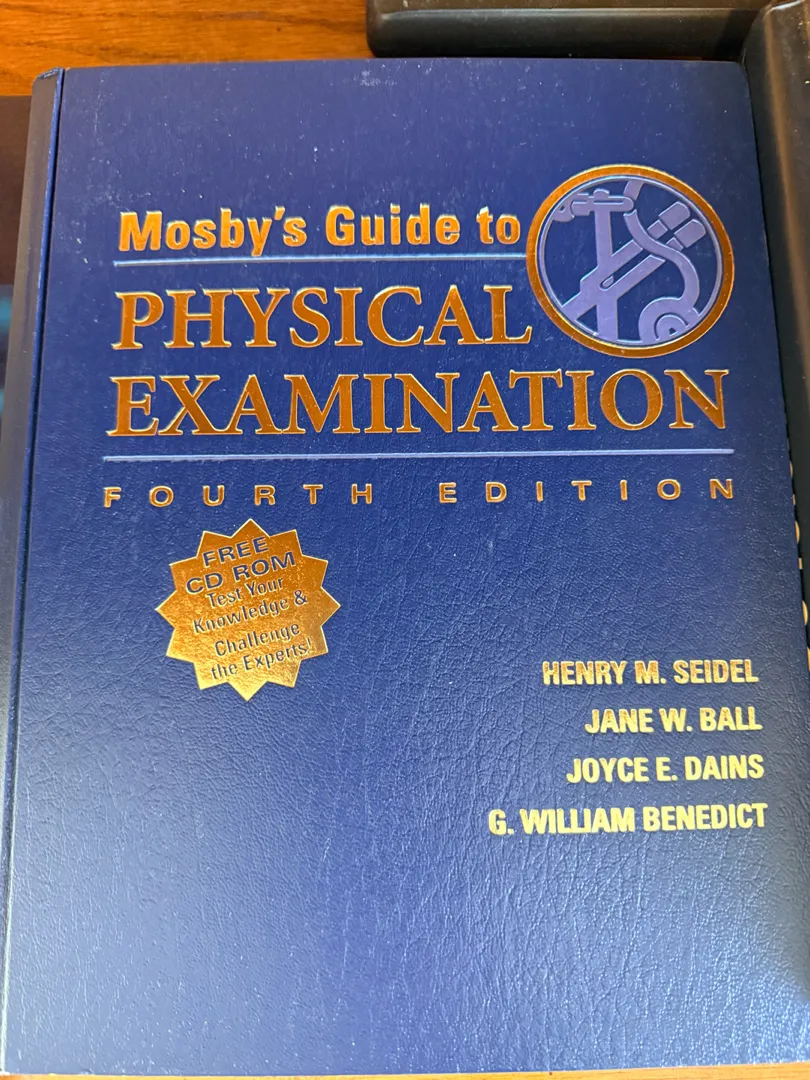 Mosby's Guide to
PHYSICAL
EXAMINATION
FOURTH EDITION
FREE
CD ROM
Test Your
Knowledge &
Challenge
the Experts!
HENRY M. SEIDEL
JANE W. BALL
JOYCE E. DAINS
G. WILLIAM BENEDICT